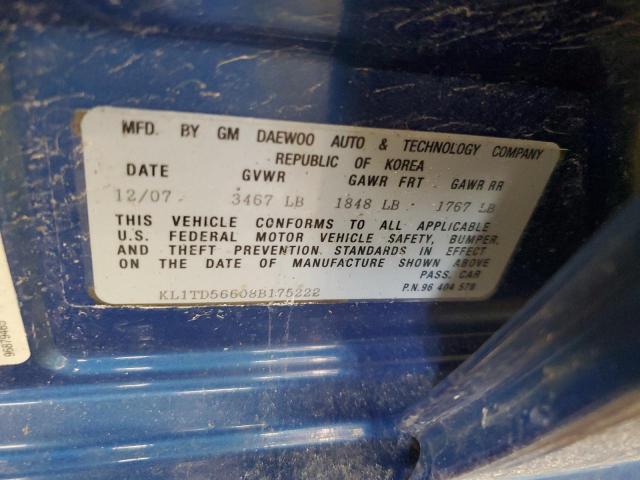 MFD. BY GM DAEWOO AUTO & TECHNOLOGY COMPANY
REPUBLIC OF KOREA
DATE GVWR GAWR FRT GAWR RR
12/07 3467 LB 1848 LB 1767 LB
THIS VEHICLE CONFORMS TO ALL APPLICABLE
U.S. FEDERAL MOTOR VEHICLE SAFETY, BUMPER,
AND THEFT PREVENTION STANDARDS IN EFFECT
ON THE DATE OF MANUFACTURE SHOWN ABOVE
PASS. CAR
KL1TD56608B175222 P.N.96 404 578